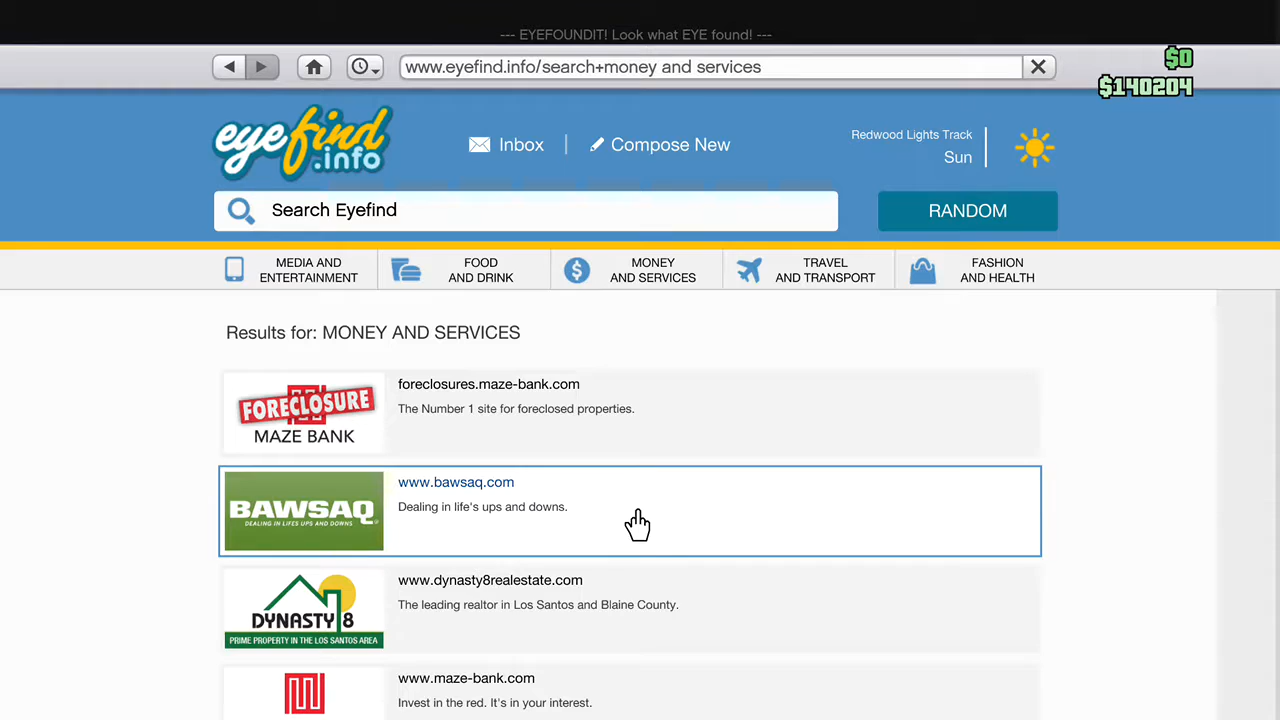 --- EYEFOUNDIT! Look what EYE found! ---
www.eyefind.info/search+money and services
$0
$140204
eyefind.info
Inbox
Compose New
Redwood Lights Track
Sun
Search Eyefind
RANDOM
MEDIA AND ENTERTAINMENT
FOOD AND DRINK
MONEY AND SERVICES
TRAVEL AND TRANSPORT
FASHION AND HEALTH
Results for: MONEY AND SERVICES
FORECLOSURE
MAZE BANK
foreclosures.maze-bank.com
The Number 1 site for foreclosed properties.
BAWSAQ
DEALING IN LIFE'S UPS AND DOWNS
www.bawsaq.com
Dealing in life's ups and downs.
DYNASTY 8
PRIME PROPERTY IN THE LOS SANTOS AREA
www.dynasty8realestate.com
The leading realtor in Los Santos and Blaine County.
www.maze-bank.com
Invest in the red. It's in your interest.